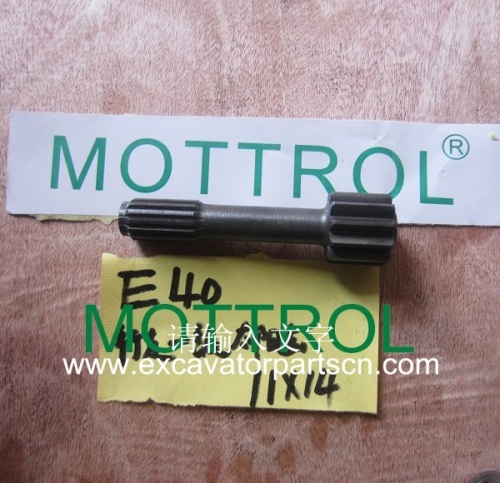 MOTTROL®
E40
MOTTROL
请输入文字
www.excavatorpartscn.com
11X14